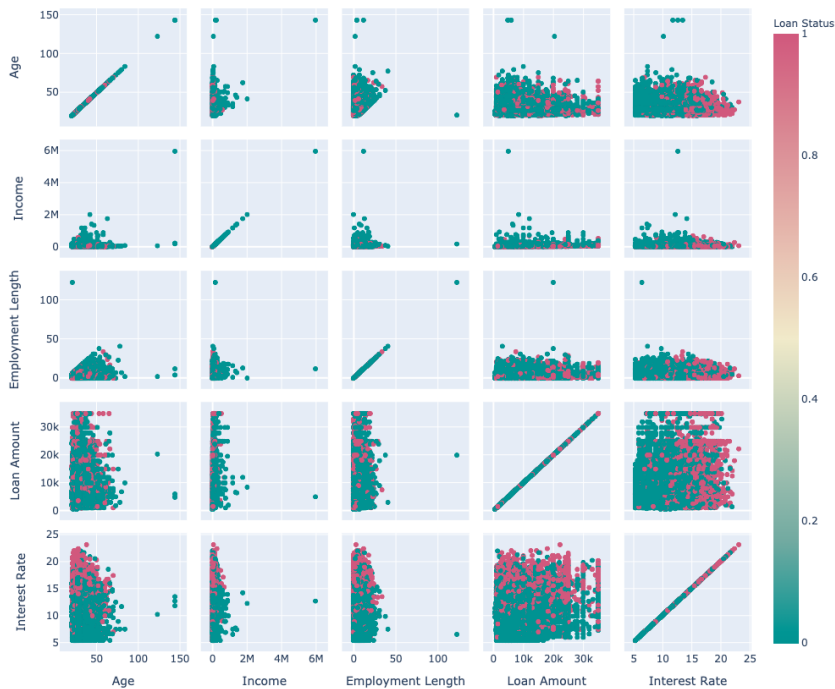 Loan Status
150
100
50
Age
6M
4M
2M
0
Income
100
50
0
Employment Length
30k
20k
10k
0
Loan Amount
25
20
15
10
5
Interest Rate
50 100 150
0 2M 4M 6M
0 50 100
0 10k 20k 30k
5 10 15 20 25
Age Income Employment Length Loan Amount Interest Rate
1
0.8
0.6
0.4
0.2
0